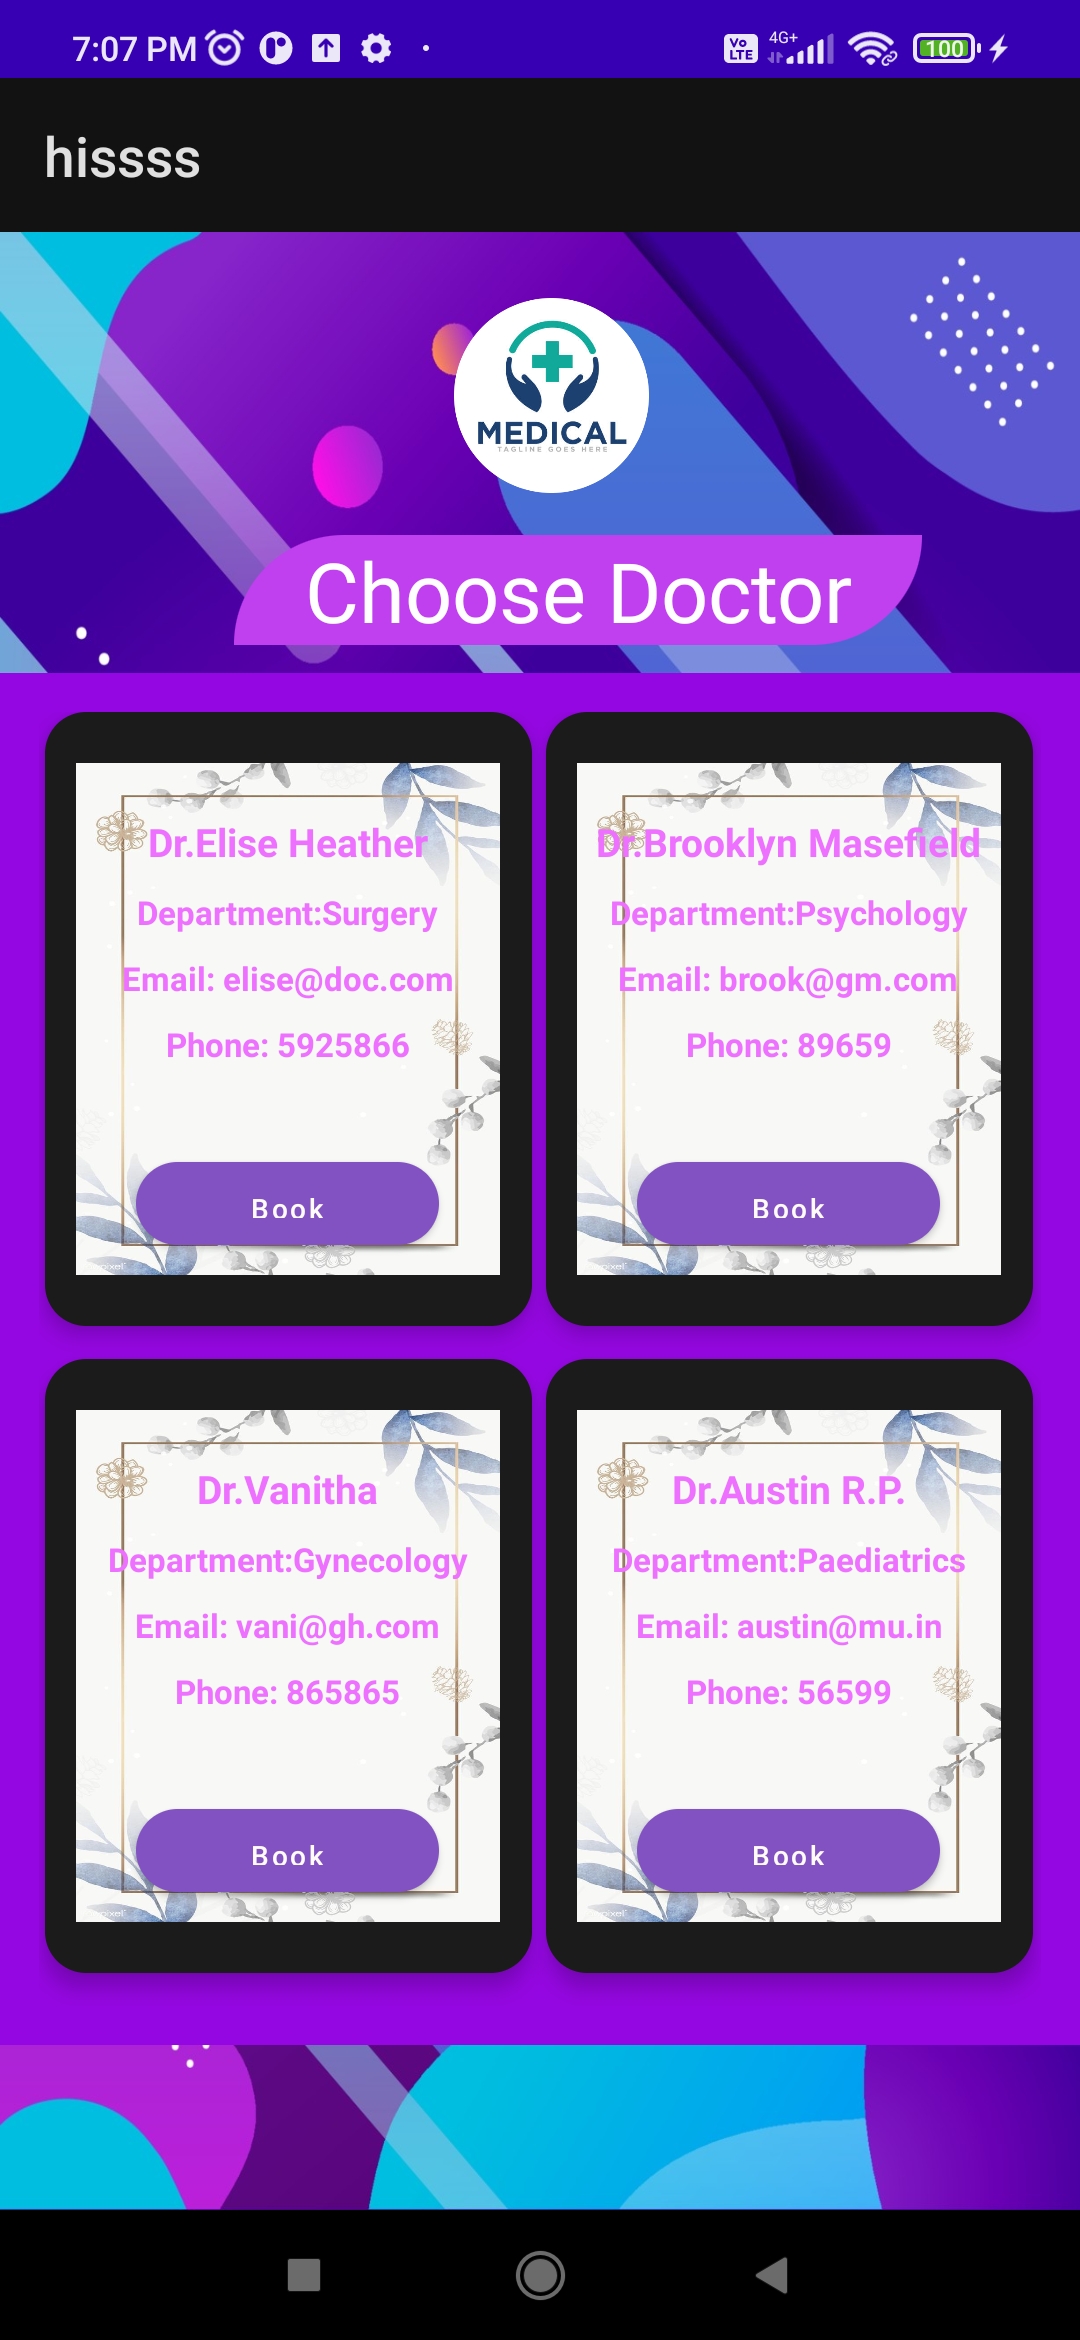 7:07 PM
Vo LTE
4G+
100
hissss
MEDICAL
TAGLINE GOES HERE
Choose Doctor
Dr.Elise Heather
Department:Surgery
Email: elise@doc.com
Phone: 5925866
Book
Dr.Brooklyn Masefield
Department:Psychology
Email: brook@gm.com
Phone: 89659
Book
Dr.Vanitha
Department:Gynecology
Email: vani@gh.com
Phone: 865865
Book
Dr.Austin R.P.
Department:Paediatrics
Email: austin@mu.in
Phone: 56599
Book